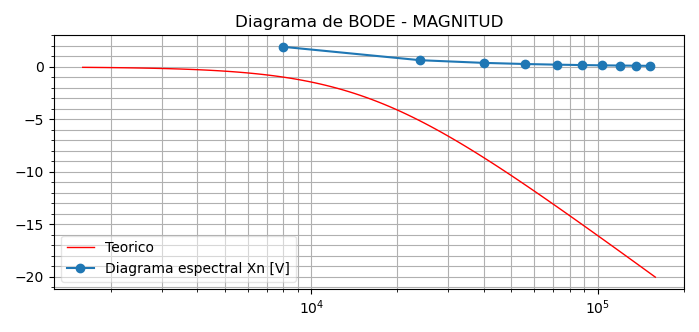 Diagrama de BODE - MAGNITUD
0
−5
−10
−15
−20
Teorico
Diagrama espectral Xn [V]
10⁴
10⁵